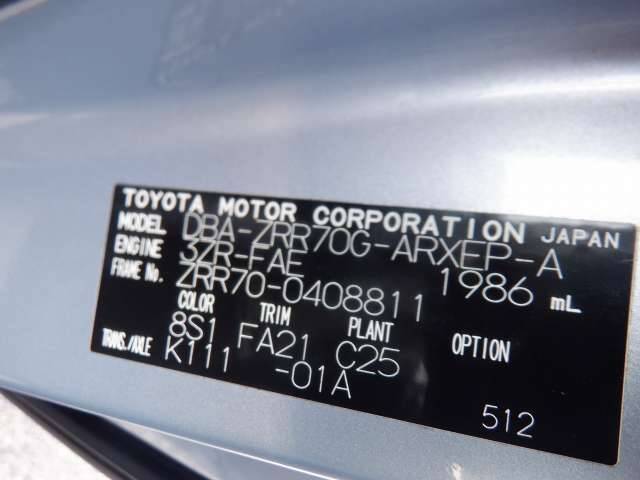 TOYOTA MOTOR CORPORATION JAPAN
MODEL DBA-ZRR70G-ARXEP-A
ENGINE 3ZR-FAE 1986 mL
FRAME No. ZRR70-0408811
COLOR TRIM PLANT OPTION
8S1 FA21 C25
TRANS./AXLE K111 -01A 512